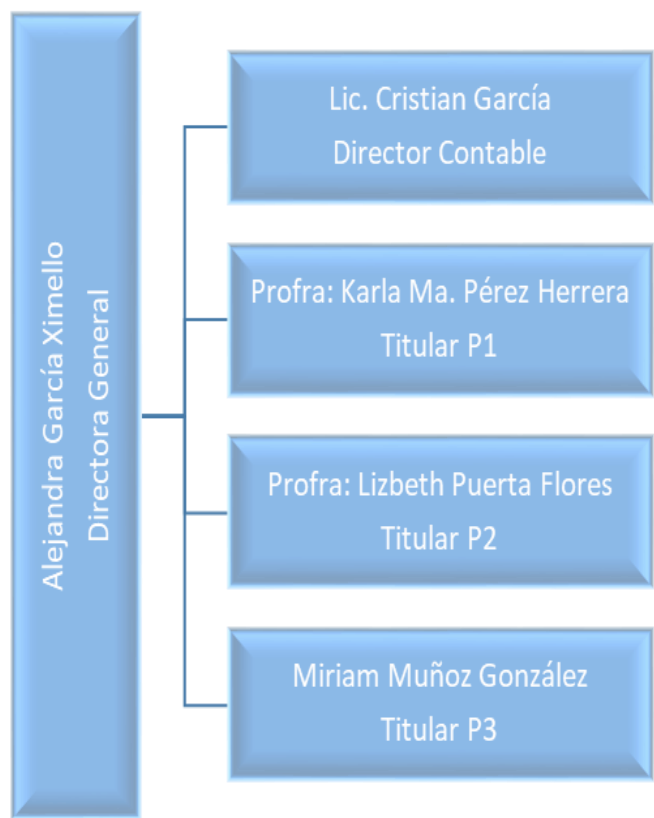 Alejandra García Ximello
Directora General
Lic. Cristian García
Director Contable
Profra: Karla Ma. Pérez Herrera
Titular P1
Profra: Lizbeth Puerta Flores
Titular P2
Miriam Muñoz González
Titular P3